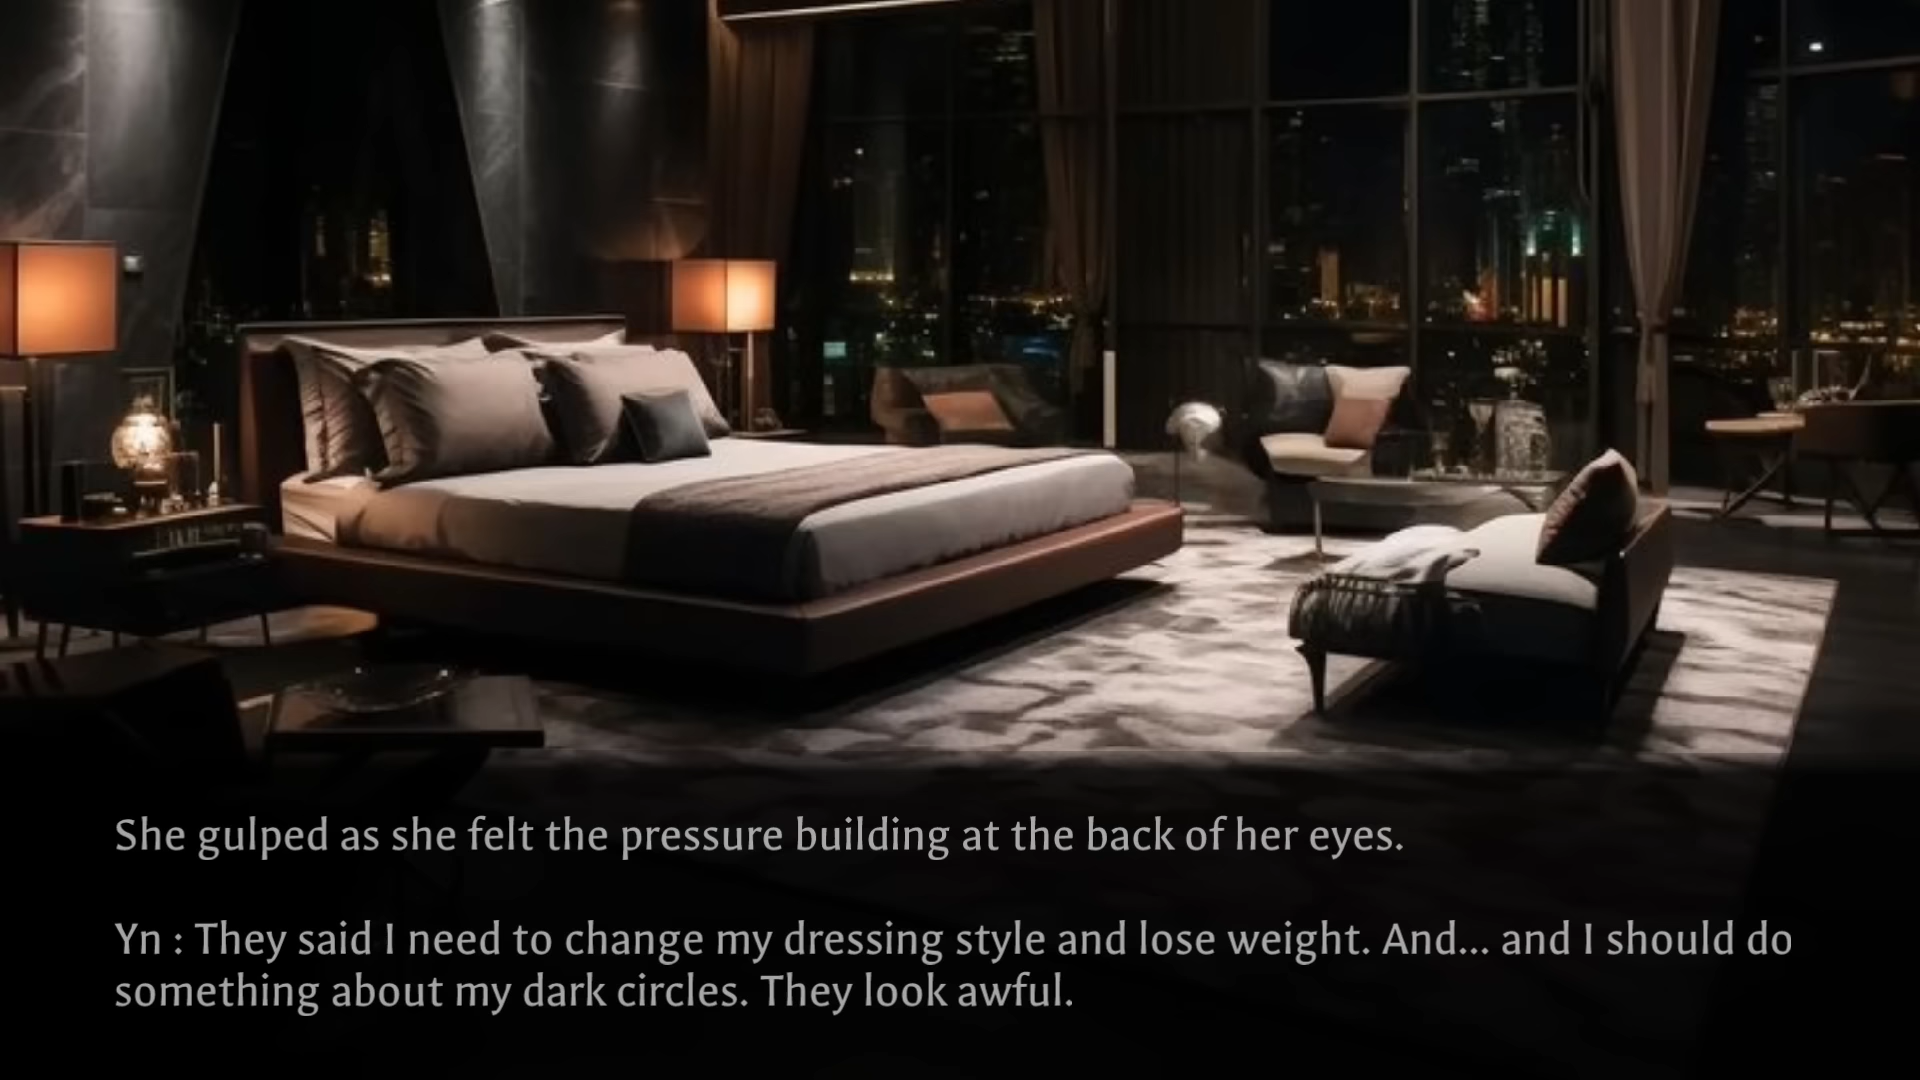 She gulped as she felt the pressure building at the back of her eyes.
Yn : They said I need to change my dressing style and lose weight. And... and I should do
something about my dark circles. They look awful.